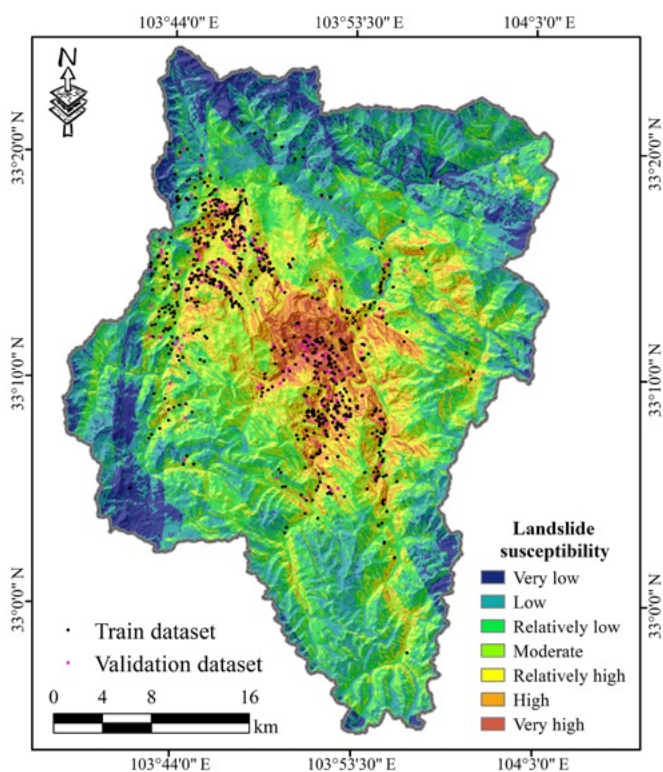 103°44'0" E 103°53'30" E 104°3'0" E
N
33°20'0" N
33°20'0" N
33°10'0" N
33°10'0" N
33°0'0" N
33°0'0" N
Landslide
susceptibility
Very low
Low
Relatively low
Moderate
Relatively high
High
Very high
Train dataset
Validation dataset
0 4 8 16
km
103°44'0" E 103°53'30" E 104°3'0" E